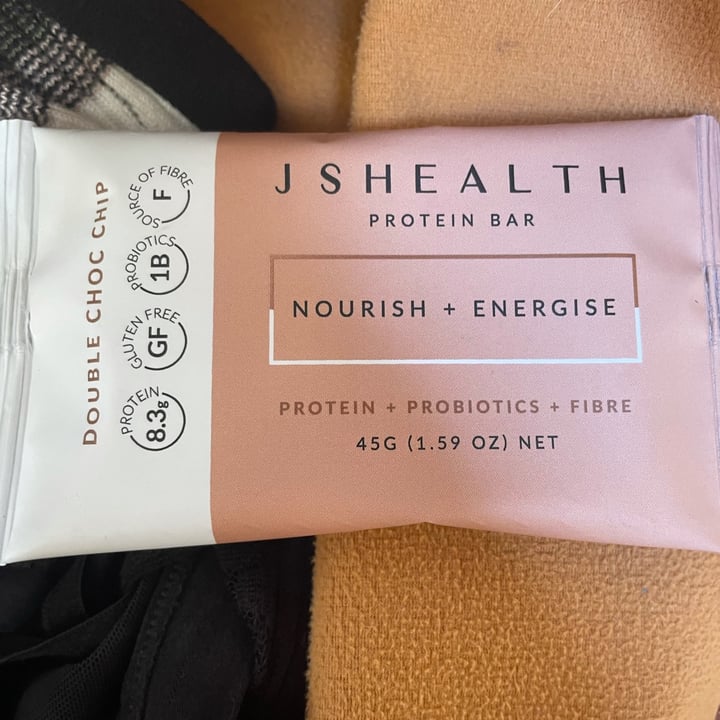 JSHEALTH
PROTEIN BAR
NOURISH + ENERGISE
PROTEIN + PROBIOTICS + FIBRE
45G (1.59 OZ) NET
DOUBLE CHOC CHIP
PROTEIN
8.3g
GLUTEN FREE
GF
PROBIOTICS
1B
SOURCE OF FIBRE
F